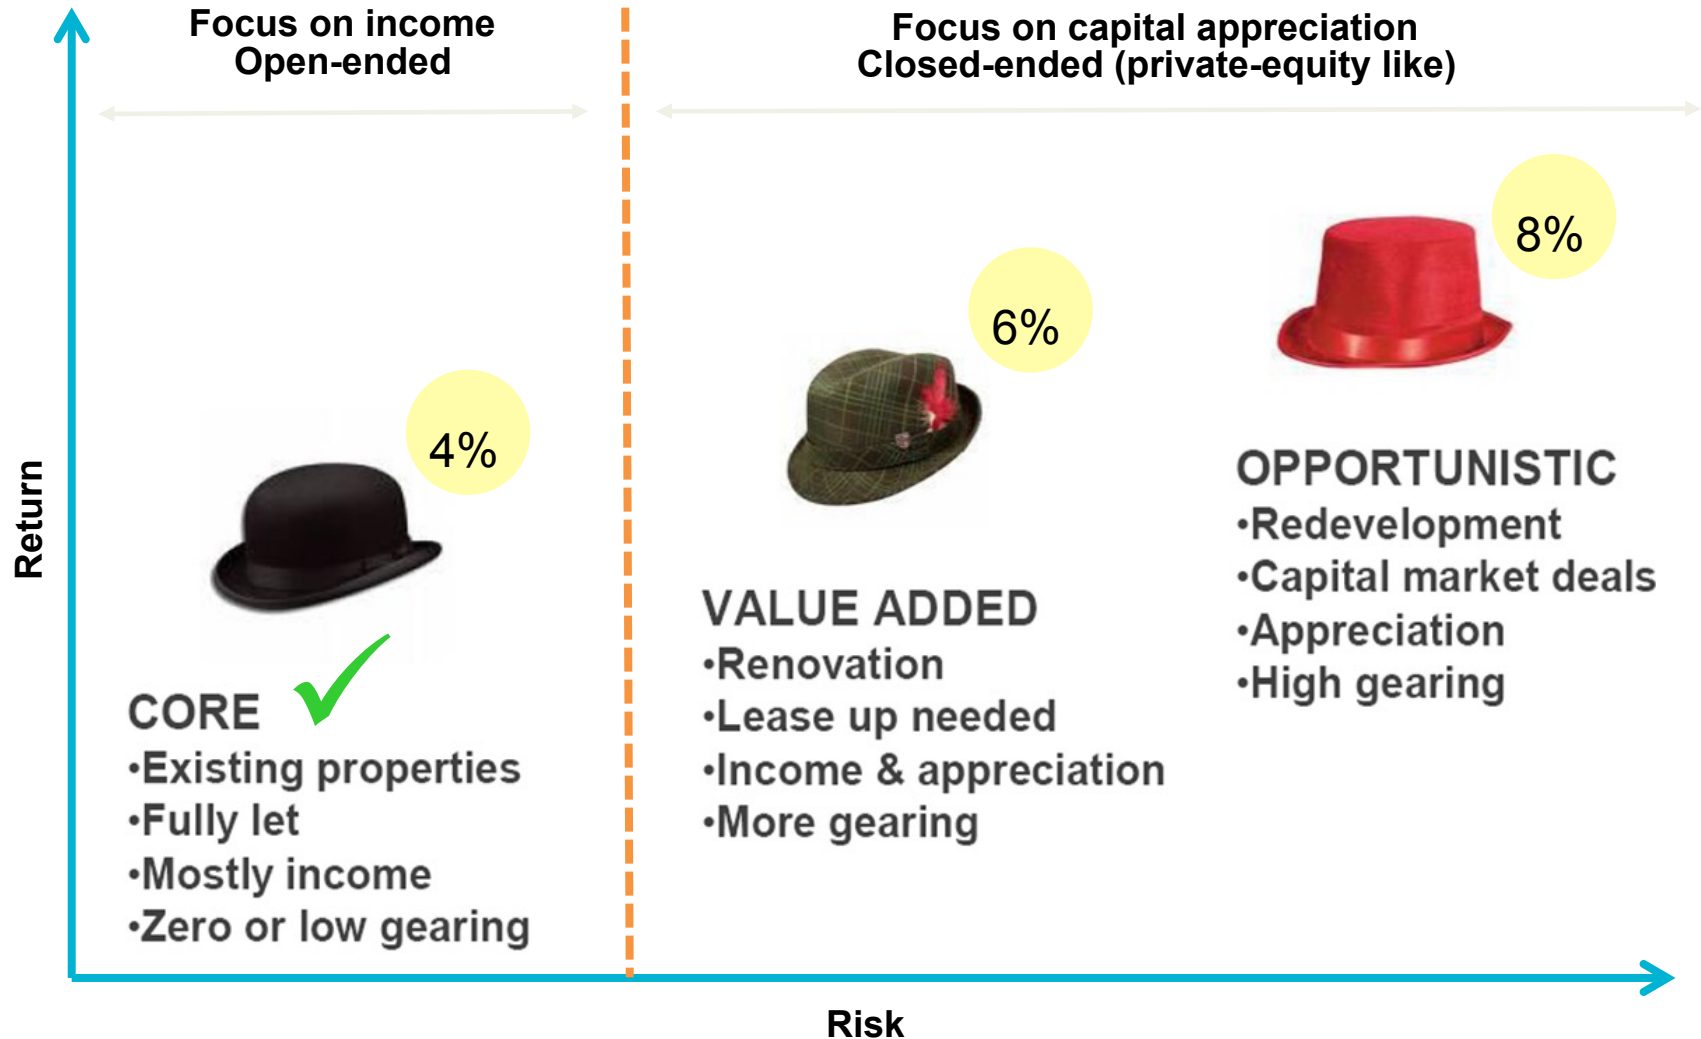 Focus on income
Open-ended
Focus on capital appreciation
Closed-ended (private-equity like)
Return
4%
CORE
•Existing properties
•Fully let
•Mostly income
•Zero or low gearing
6%
VALUE ADDED
•Renovation
•Lease up needed
•Income & appreciation
•More gearing
8%
OPPORTUNISTIC
•Redevelopment
•Capital market deals
•Appreciation
•High gearing
Risk